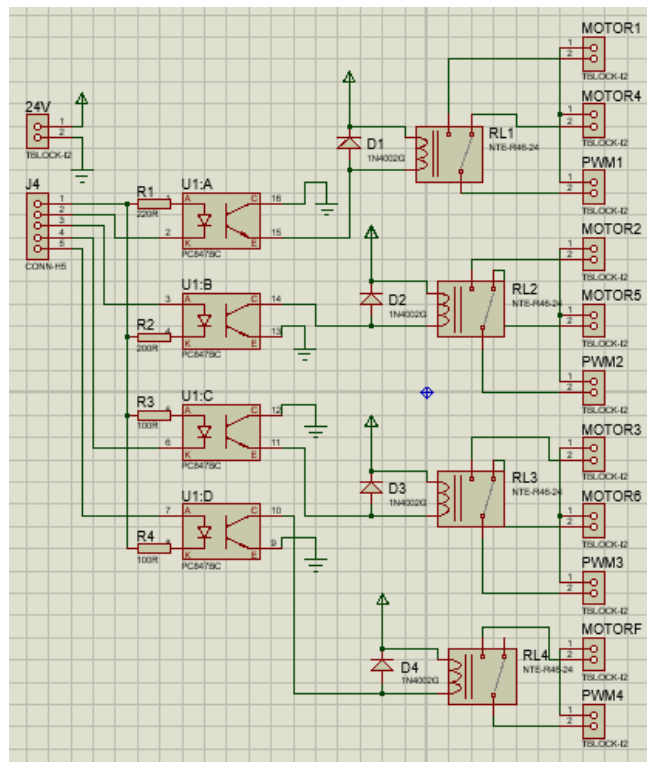 24V
1
2
TBLOCK-I2
J4
1
2
3
4
5
CONN-H5
R1
220R
R2
200R
R3
100R
R4
100R
U1:A
1
2
A
K
C
E
16
15
PC847BC
U1:B
3
4
A
K
C
E
14
13
PC847BC
U1:C
5
6
A
K
C
E
12
11
PC847BC
U1:D
7
8
A
K
C
E
10
9
PC847BC
D1
1N4002G
D2
1N4002G
D3
1N4002G
D4
1N4002G
RL1
NTE-R46-24
RL2
NTE-R46-24
RL3
NTE-R46-24
RL4
NTE-R46-24
MOTOR1
1
2
TBLOCK-I2
MOTOR4
1
2
TBLOCK-I2
PWM1
1
2
TBLOCK-I2
MOTOR2
1
2
TBLOCK-I2
MOTOR5
1
2
TBLOCK-I2
PWM2
1
2
TBLOCK-I2
MOTOR3
1
2
TBLOCK-I2
MOTOR6
1
2
TBLOCK-I2
PWM3
1
2
TBLOCK-I2
MOTORF
1
2
TBLOCK-I2
PWM4
1
2
TBLOCK-I2